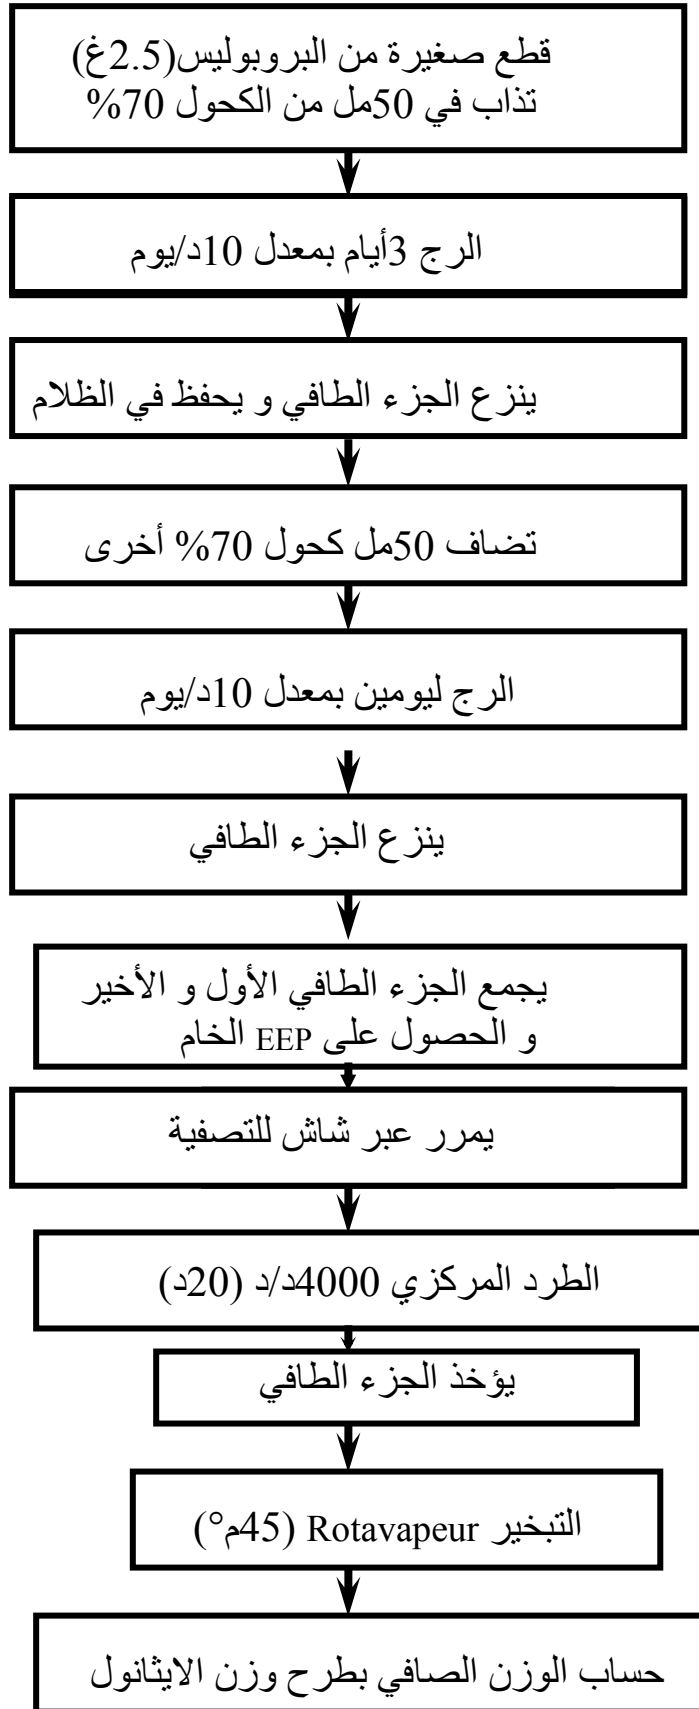 قطع صغيرة من البروبوليس(2.5غ)
تذاب في 50مل من الكحول 70%
الرج 3أيام بمعدل 10د/يوم
ينزع الجزء الطافي و يحفظ في الظلام
تضاف 50مل كحول 70% أخرى
الرج ليومين بمعدل 10د/يوم
ينزع الجزء الطافي
يجمع الجزء الطافي الأول و الأخير
و الحصول على EEP الخام
يمرر عبر شاش للتصفية
الطرد المركزي 4000د/د (20د)
يؤخذ الجزء الطافي
التبخير Rotavapeur (45م°)
حساب الوزن الصافي بطرح وزن الايثانول